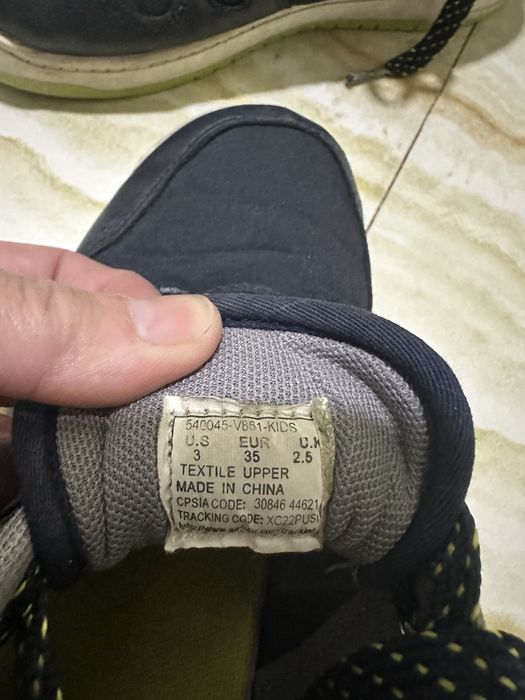 540045-V861-KIDS
U.S EUR U.K
3 35 2.5
TEXTILE UPPER
MADE IN CHINA
CPSIA CODE: 30846 44621
TRACKING CODE: XC22PUS